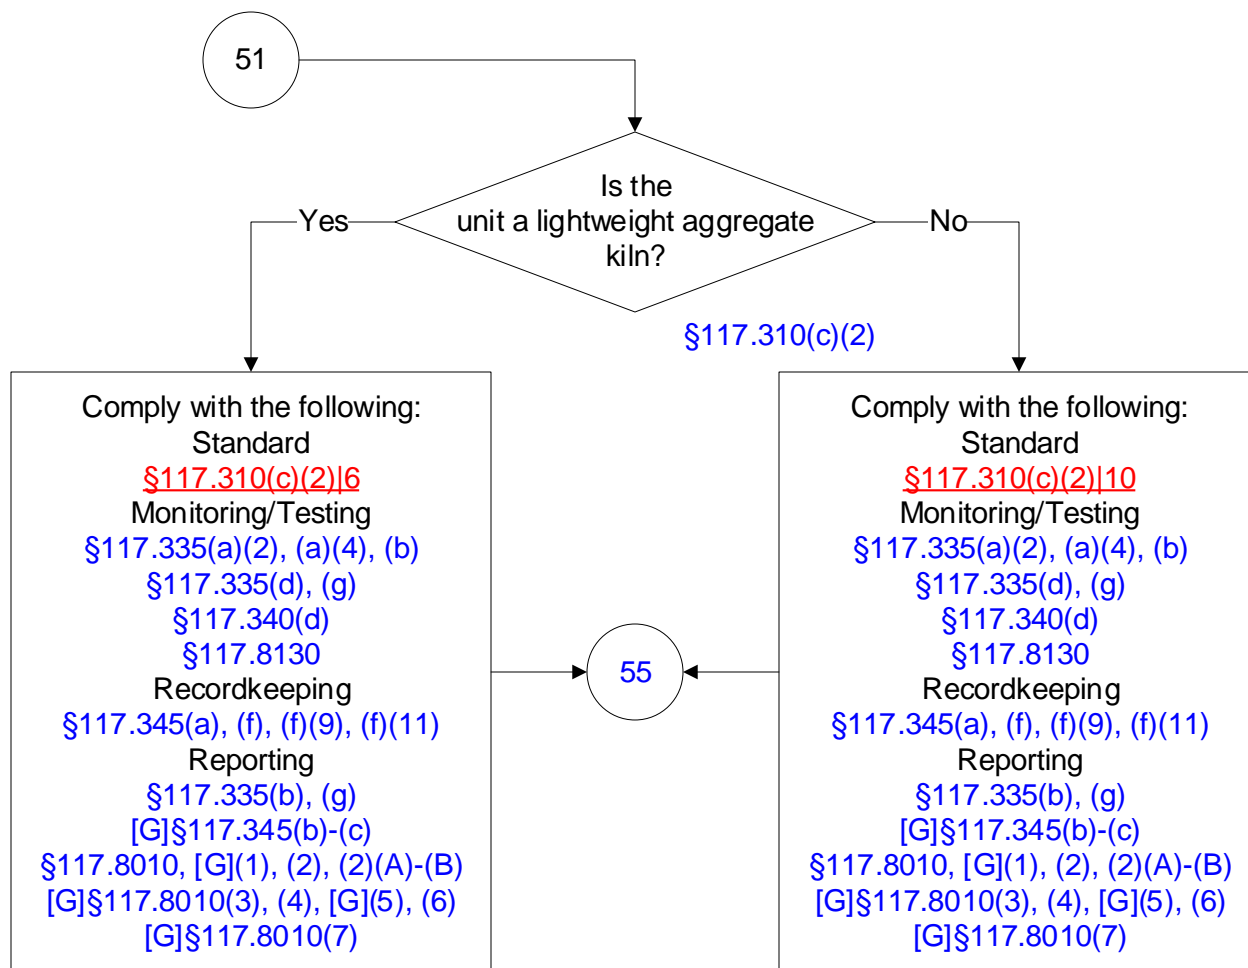 51
Is the
unit a lightweight aggregate
kiln?
Yes
No
§117.310(c)(2)
Comply with the following:
Standard
§117.310(c)(2)|6
Monitoring/Testing
§117.335(a)(2), (a)(4), (b)
§117.335(d), (g)
§117.340(d)
§117.8130
Recordkeeping
§117.345(a), (f), (f)(9), (f)(11)
Reporting
§117.335(b), (g)
[G]§117.345(b)-(c)
§117.8010, [G](1), (2), (2)(A)-(B)
[G]§117.8010(3), (4), [G](5), (6)
[G]§117.8010(7)
55
Comply with the following:
Standard
§117.310(c)(2)|10
Monitoring/Testing
§117.335(a)(2), (a)(4), (b)
§117.335(d), (g)
§117.340(d)
§117.8130
Recordkeeping
§117.345(a), (f), (f)(9), (f)(11)
Reporting
§117.335(b), (g)
[G]§117.345(b)-(c)
§117.8010, [G](1), (2), (2)(A)-(B)
[G]§117.8010(3), (4), [G](5), (6)
[G]§117.8010(7)